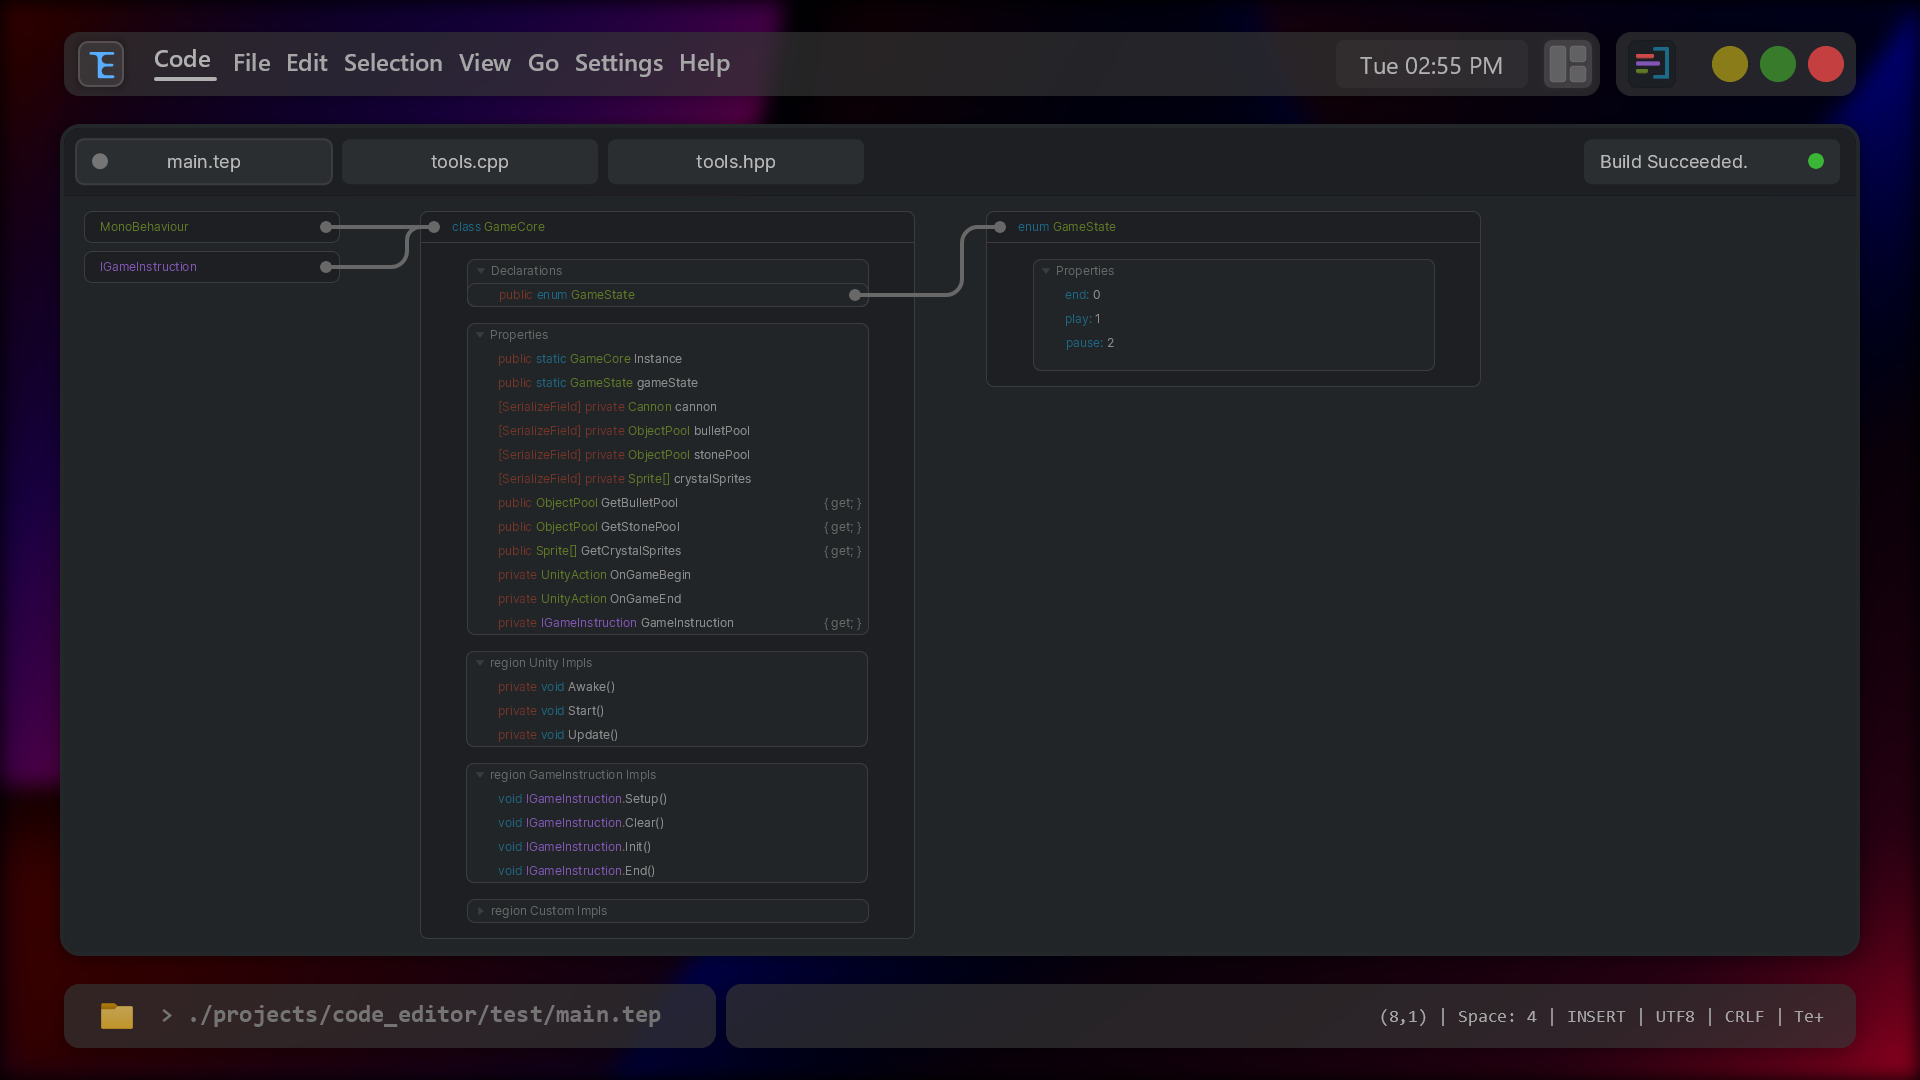 Code File Edit Selection View Go Settings Help
Tue 02:55 PM
main.tep
tools.cpp
tools.hpp
Build Succeeded.
MonoBehaviour
IGameInstruction
class GameCore
Declarations
public enum GameState
Properties
public static GameCore Instance
public static GameState gameState
[SerializeField] private Cannon cannon
[SerializeField] private ObjectPool bulletPool
[SerializeField] private ObjectPool stonePool
[SerializeField] private Sprite[] crystalSprites
public ObjectPool GetBulletPool { get; }
public ObjectPool GetStonePool { get; }
public Sprite[] GetCrystalSprites { get; }
private UnityAction OnGameBegin
private UnityAction OnGameEnd
private IGameInstruction GameInstruction { get; }
region Unity Impls
private void Awake()
private void Start()
private void Update()
region GameInstruction Impls
void IGameInstruction.Setup()
void IGameInstruction.Clear()
void IGameInstruction.Init()
void IGameInstruction.End()
region Custom Impls
enum GameState
Properties
end: 0
play: 1
pause: 2
> ./projects/code_editor/test/main.tep
(8,1) | Space: 4 | INSERT | UTF8 | CRLF | Te+